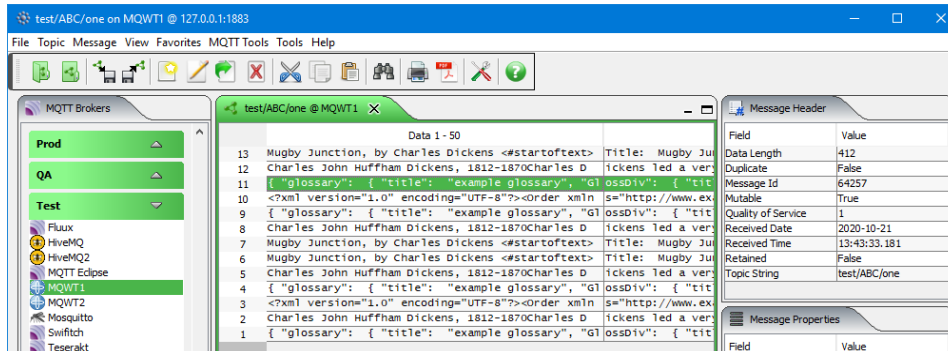 test/ABC/one on MQWT1 @ 127.0.0.1:1883
File Topic Message View Favorites MQTT Tools Tools Help
MQTT Brokers
Prod
QA
Test
Fluux
HiveMQ
HiveMQ2
MQTT Eclipse
MQWT1
MQWT2
Mosquitto
Swifitch
Teserakt
test/ABC/one @ MQWT1
Data 1 - 50
13 Mugby Junction, by Charles Dickens <#startoftext> Title: Mugby Jun
12 Charles John Huffham Dickens, 1812-1870Charles D ickens led a very
11 { "glossary": { "title": "example glossary", "Gl ossDiv": { "tit
10 <?xml version="1.0" encoding="UTF-8"?><Order xmln s="http://www.exa
9 { "glossary": { "title": "example glossary", "Gl ossDiv": { "tit
8 Charles John Huffham Dickens, 1812-1870Charles D ickens led a very
7 Mugby Junction, by Charles Dickens <#startoftext> Title: Mugby Jun
6 Mugby Junction, by Charles Dickens <#startoftext> Title: Mugby Jun
5 Charles John Huffham Dickens, 1812-1870Charles D ickens led a very
4 { "glossary": { "title": "example glossary", "Gl ossDiv": { "tit
3 <?xml version="1.0" encoding="UTF-8"?><Order xmln s="http://www.exa
2 Charles John Huffham Dickens, 1812-1870Charles D ickens led a very
1 { "glossary": { "title": "example glossary", "Gl ossDiv": { "tit
Message Header
Field Value
Data Length 412
Duplicate False
Message Id 64257
Mutable True
Quality of Service 1
Received Date 2020-10-21
Received Time 13:43:33.181
Retained False
Topic String test/ABC/one
Message Properties
Field Value